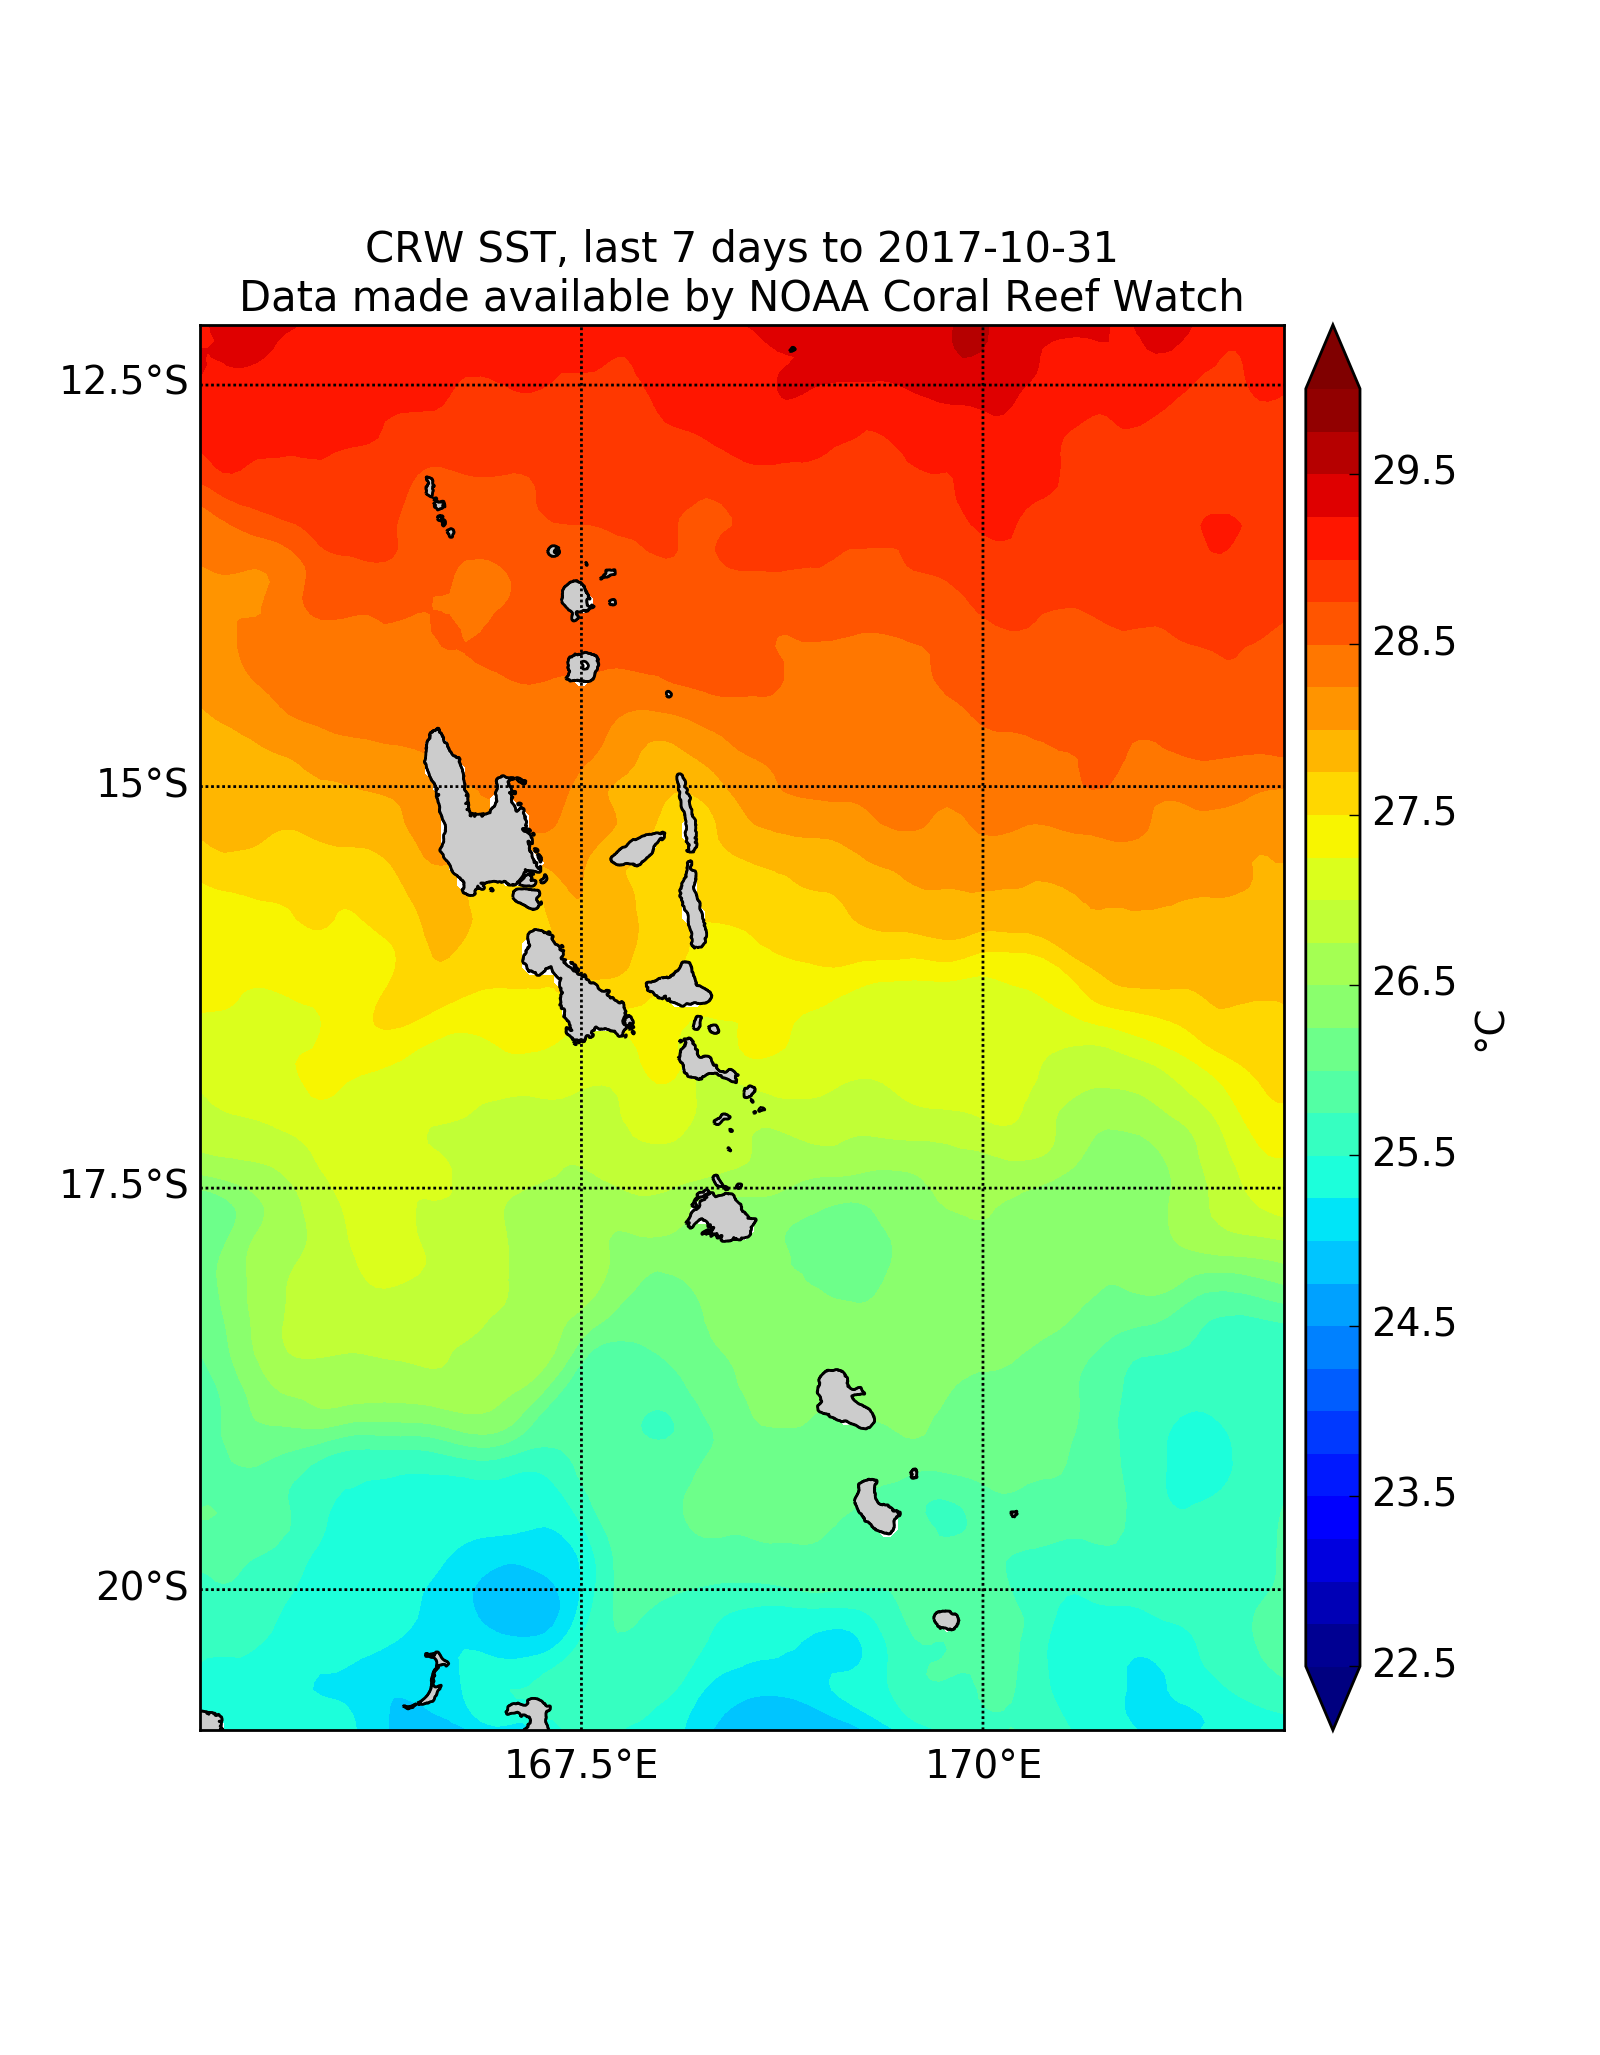 CRW SST, last 7 days to 2017-10-31
Data made available by NOAA Coral Reef Watch
12.5°S
15°S
17.5°S
20°S
167.5°E
170°E
29.5
28.5
27.5
26.5
25.5
24.5
23.5
22.5
°C